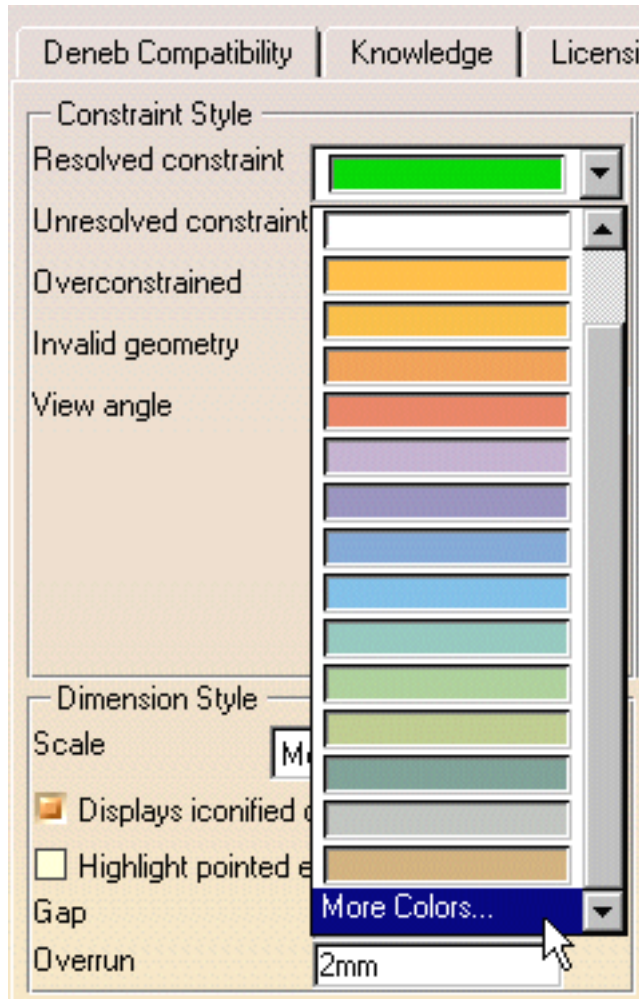 Deneb Compatibility Knowledge Licensi
Constraint Style
Resolved constraint
Unresolved constraint
Overconstrained
Invalid geometry
View angle
Dimension Style
Scale
Displays iconified
Highlight pointed e
Gap More Colors...
Overrun 2mm